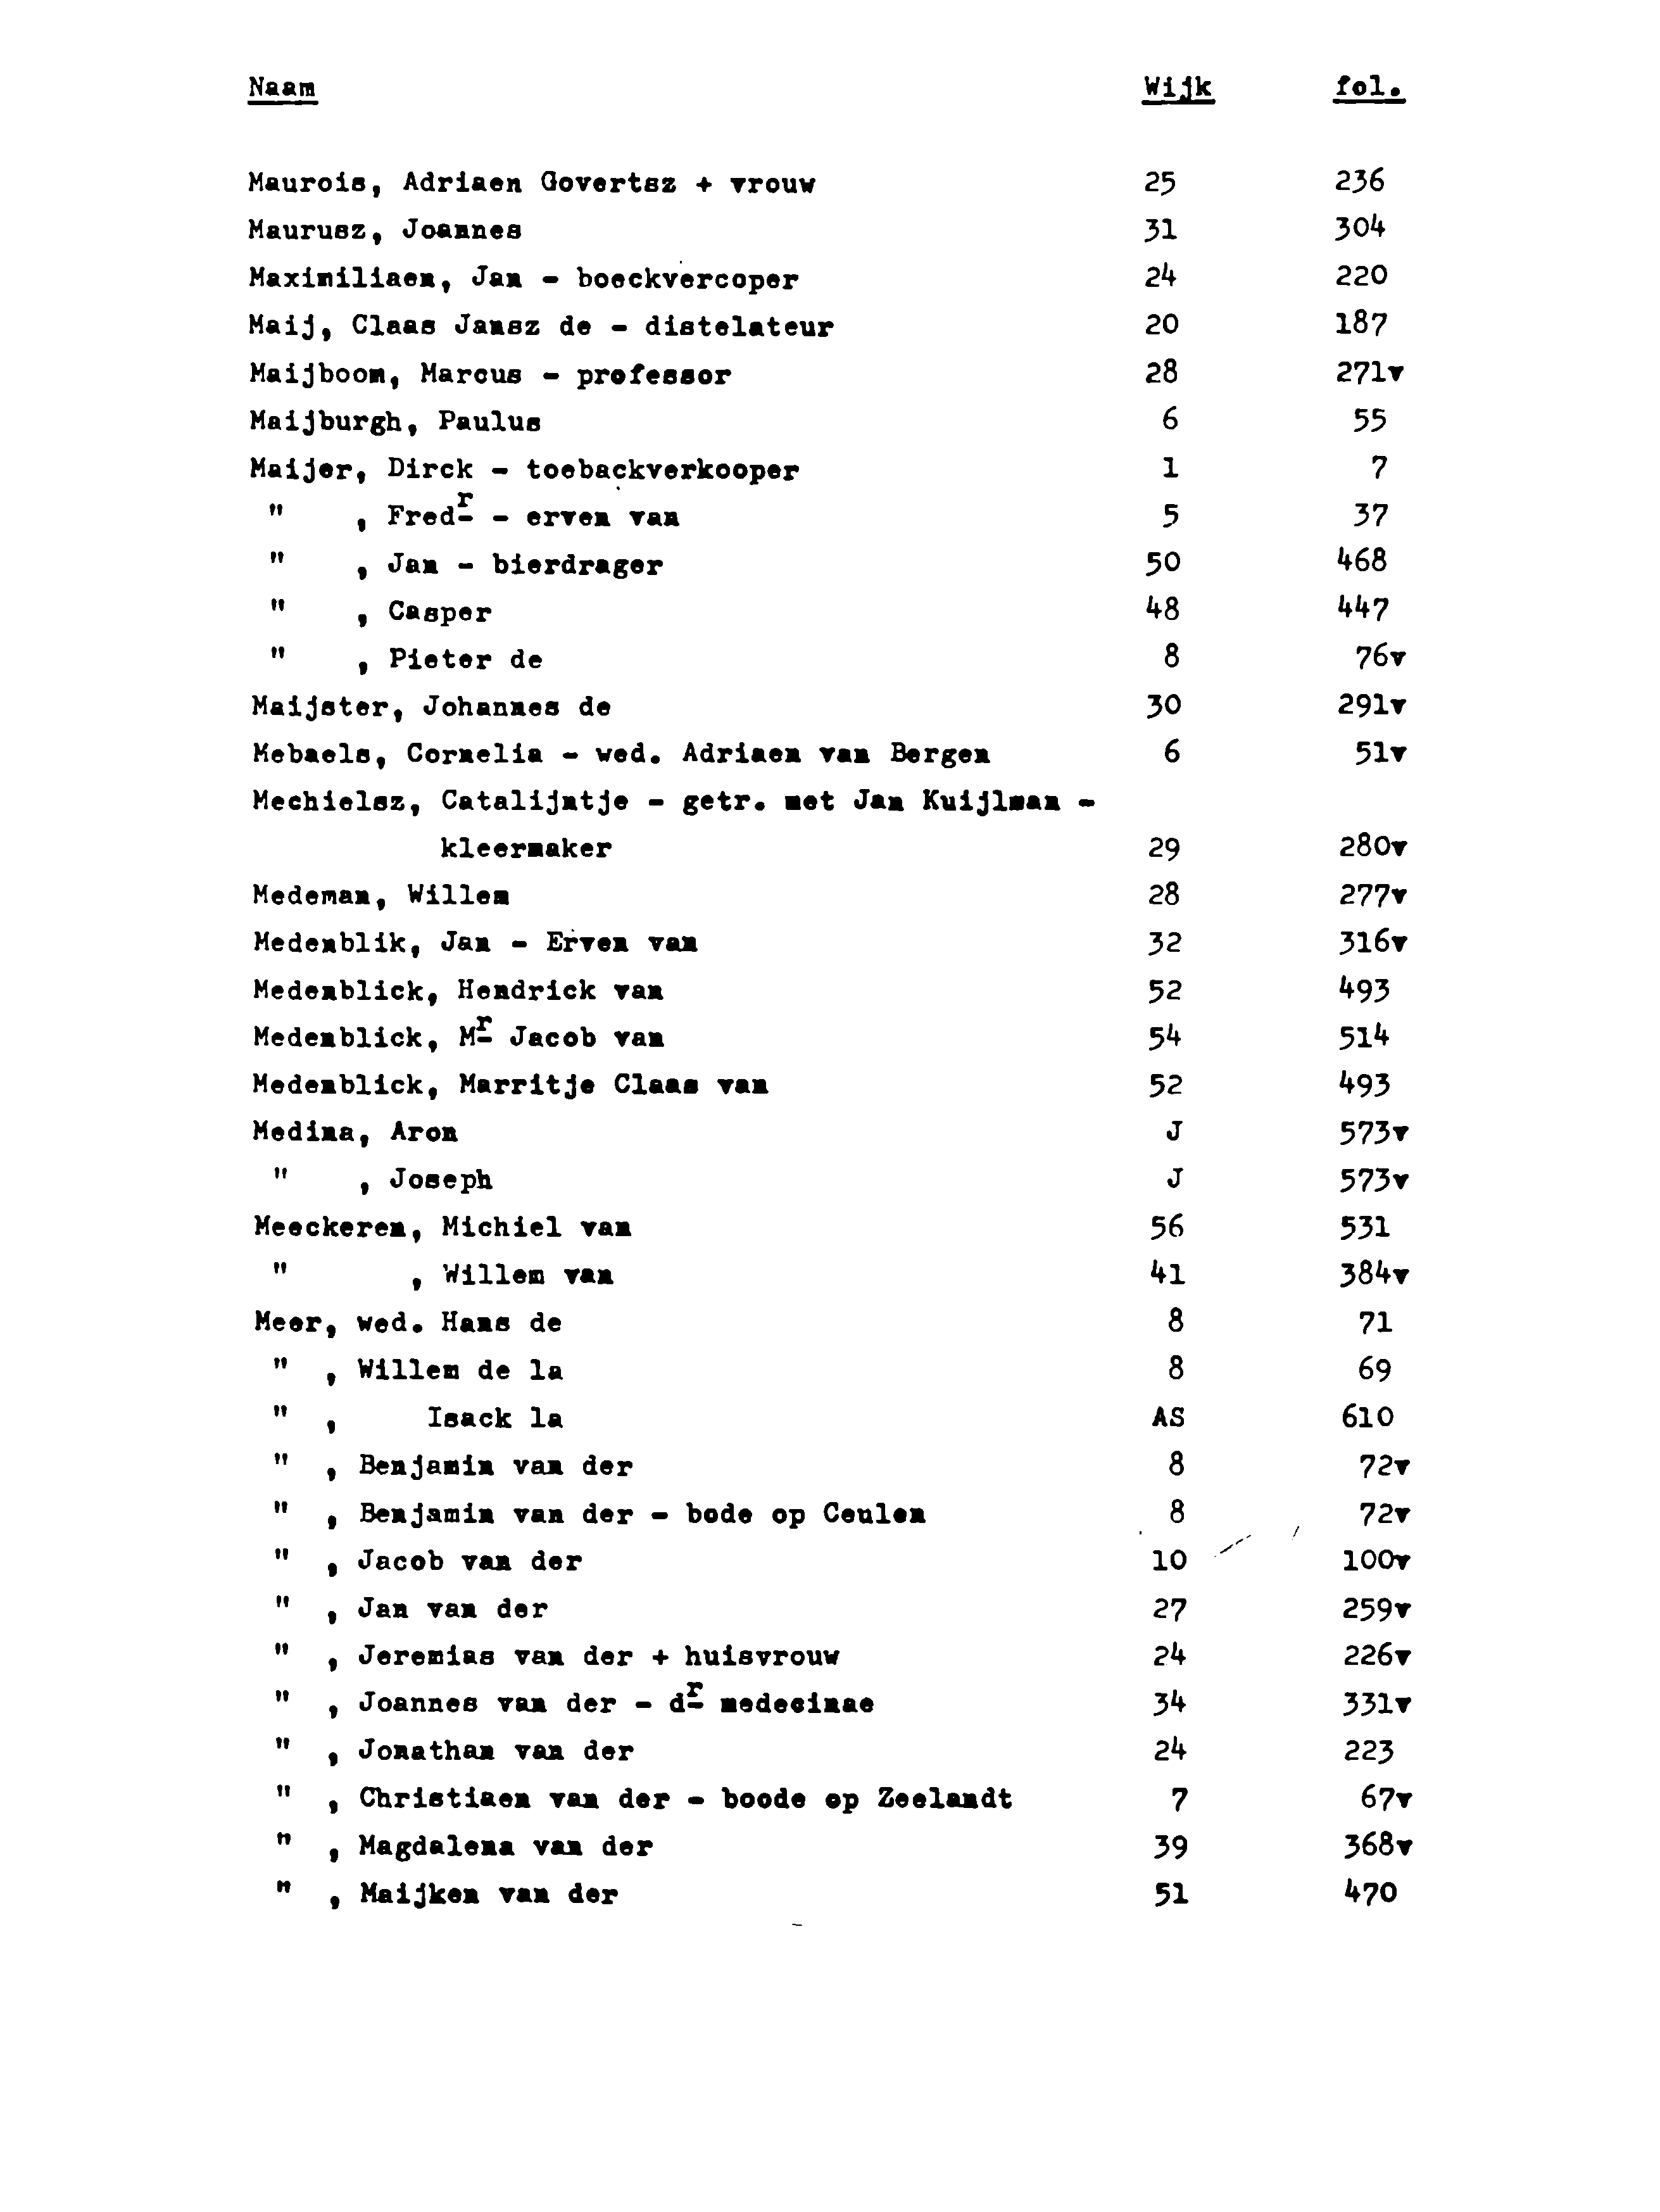 Naam Wijk fol.
Maurois, Adriaen Govertsz + vrouw 25 236
Maurusz, Joannes 31 304
Maximiliaen, Jan - boeckvercoper 24 220
Maij, Claas Jansz de - distelateur 20 187
Maijboom, Marcus - professor 28 271v
Maijburgh, Paulus 6 55
Maijer, Dirck - toebackverkooper 1 7
" , Fredr - erven van 5 37
" , Jan - bierdrager 50 468
" , Casper 48 447
" , Pieter de 8 76v
Maijster, Johannes de 30 291v
Mebaels, Cornelia - wed. Adriaen van Bergen 6 51v
Mechielsz, Catalijntje - getr. met Jan Kuijlman -
kleermaker 29 280v
Medeman, Willem 28 277v
Medenblik, Jan - Erven van 32 316v
Medenblick, Hendrick van 52 493
Medenblick, Mr Jacob van 54 514
Medenblick, Marritje Claas van 52 493
Medina, Aron J 573v
" , Joseph J 573v
Meeckeren, Michiel van 56 531
" , Willem van 41 384v
Meer, wed. Hans de 8 71
" , Willem de la 8 69
" , Isack la AS 610
" , Benjamin van der 8 72v
" , Benjamin van der - bode op Ceulen 8 72v
" , Jacob van der 10 100v
" , Jan van der 27 259v
" , Jeremias van der + huisvrouw 24 226v
" , Joannes van der - dr medecinae 34 331v
" , Jonathan van der 24 223
" , Christiaen van der - boode op Zeelandt 7 67v
" , Magdalena van der 39 368v
" , Maijken van der 51 470